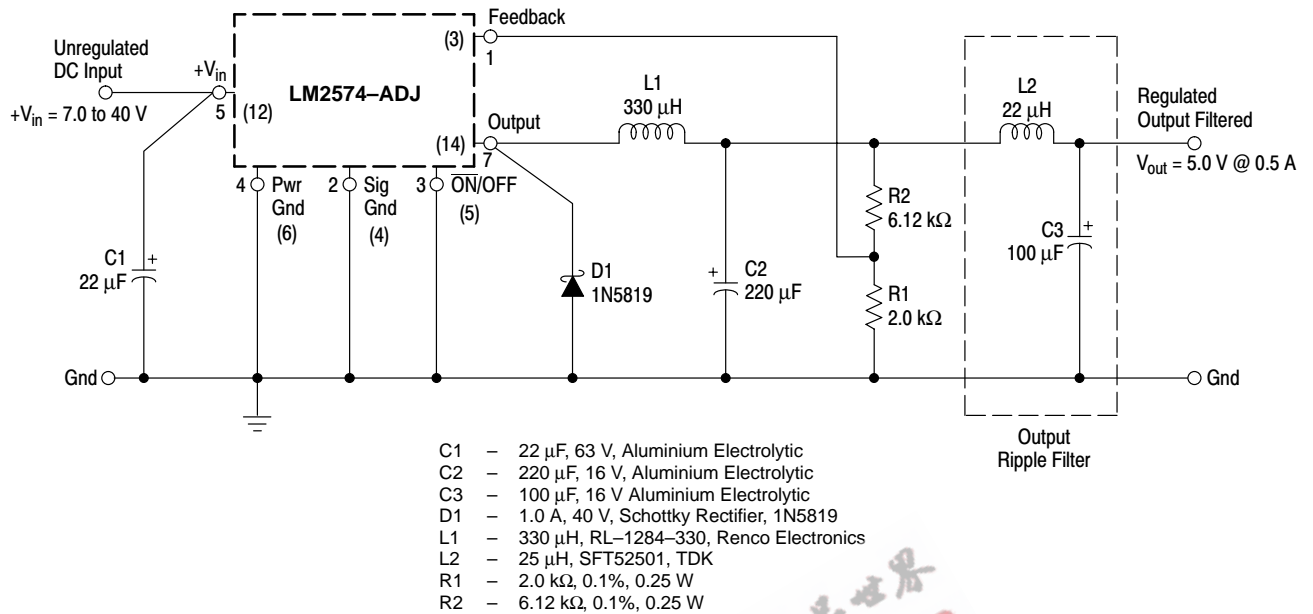 Feedback
(3)
1
Unregulated
DC Input
+Vin
LM2574–ADJ
L1
330 μH
L2
22 μH
Regulated
Output Filtered
+Vin = 7.0 to 40 V
5
(12)
Output
(14)
7
Vout = 5.0 V @ 0.5 A
4
Pwr
Gnd
(6)
2
Sig
Gnd
(4)
3
ON/OFF
(5)
R2
6.12 kΩ
C1
22 μF
+
D1
1N5819
+
C2
220 μF
R1
2.0 kΩ
C3
100 μF
+
Gnd
Gnd
Output
Ripple Filter
C1 – 22 μF, 63 V, Aluminium Electrolytic
C2 – 220 μF, 16 V, Aluminium Electrolytic
C3 – 100 μF, 16 V Aluminium Electrolytic
D1 – 1.0 A, 40 V, Schottky Rectifier, 1N5819
L1 – 330 μH, RL–1284–330, Renco Electronics
L2 – 25 μH, SFT52501, TDK
R1 – 2.0 kΩ, 0.1%, 0.25 W
R2 – 6.12 kΩ, 0.1%, 0.25 W